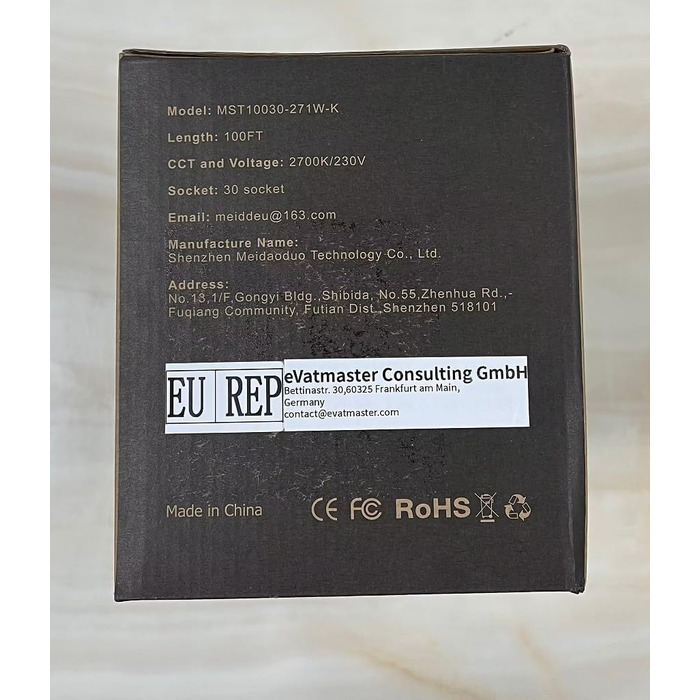 Model: MST10030-271W-K
Length: 100FT
CCT and Voltage: 2700K/230V
Socket: 30 socket
Email: meiddeu@163.com
Manufacture Name:
Shenzhen Meidaoduo Technology Co., Ltd.
Address:
No.13,1/F,Gongyi Bldg.,Shibida, No.55,Zhenhua Rd.,-
Fuqiang Community, Futian Dist.,Shenzhen 518101
EU REP
eVatmaster Consulting GmbH
Bettinastr. 30,60325 Frankfurt am Main,
Germany
contact@evatmaster.com
Made in China
CE FC RoHS